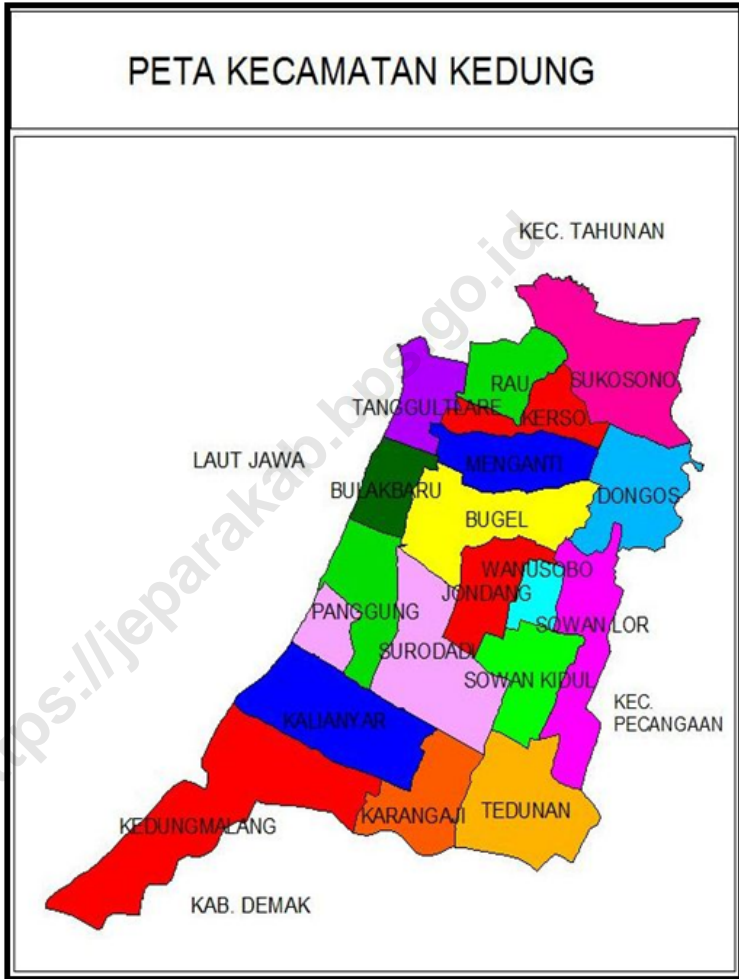 PETA KECAMATAN KEDUNG
KEC. TAHUNAN
RAU
SUKOSONO
TANGGULTLARE
KERSO
LAUT JAWA
MENGANTI
BULAKBARU
DONGOS
BUGEL
WANUSOBO
JONDANG
PANGGUNG
SOWAN LOR
SURODADI
SOWAN KIDUL
KEC.
PECANGAAN
KALIANYAR
KARANGAJI
TEDUNAN
KEDUNGMALANG
KAB. DEMAK
https://jeparakab.bps.go.id